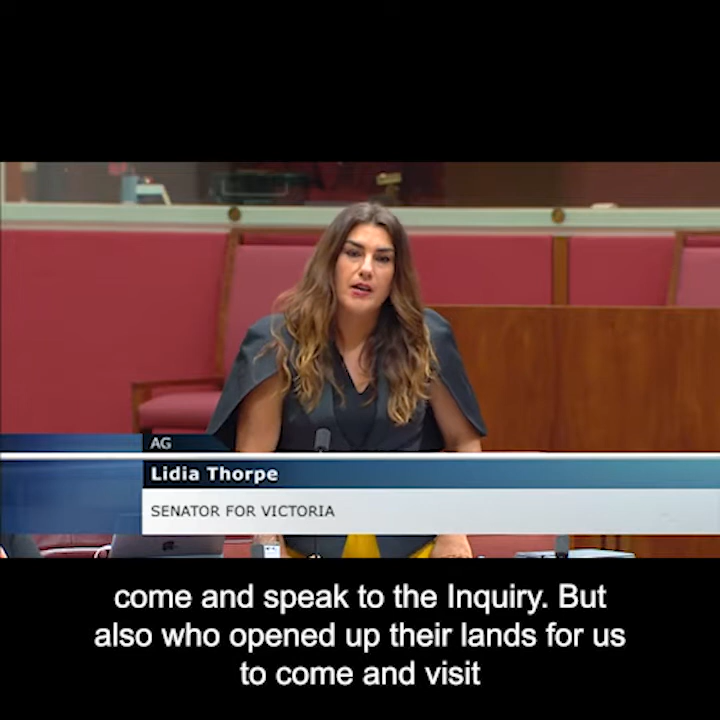 AG
Lidia Thorpe
SENATOR FOR VICTORIA
come and speak to the Inquiry. But
also who opened up their lands for us
to come and visit